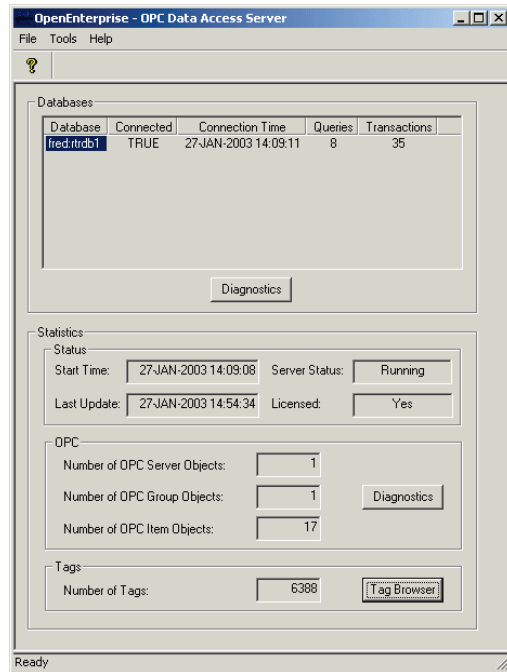 OpenEnterprise - OPC Data Access Server
File Tools Help
Databases
Database Connected Connection Time Queries Transactions
fred:rtrdb1 TRUE 27-JAN-2003 14:09:11 8 35
Diagnostics
Statistics
Status
Start Time: 27-JAN-2003 14:09:08 Server Status: Running
Last Update: 27-JAN-2003 14:54:34 Licensed: Yes
OPC
Number of OPC Server Objects: 1
Number of OPC Group Objects: 1 Diagnostics
Number of OPC Item Objects: 17
Tags
Number of Tags: 6388 Tag Browser
Ready